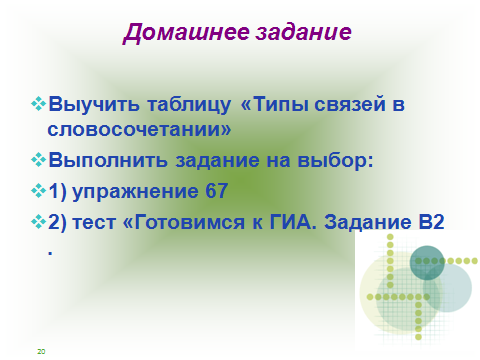 Домашнее задание
Выучить таблицу «Типы связей в
словосочетании»
Выполнить задание на выбор:
1) упражнение 67
2) тест «Готовимся к ГИА. Задание В2
.
20